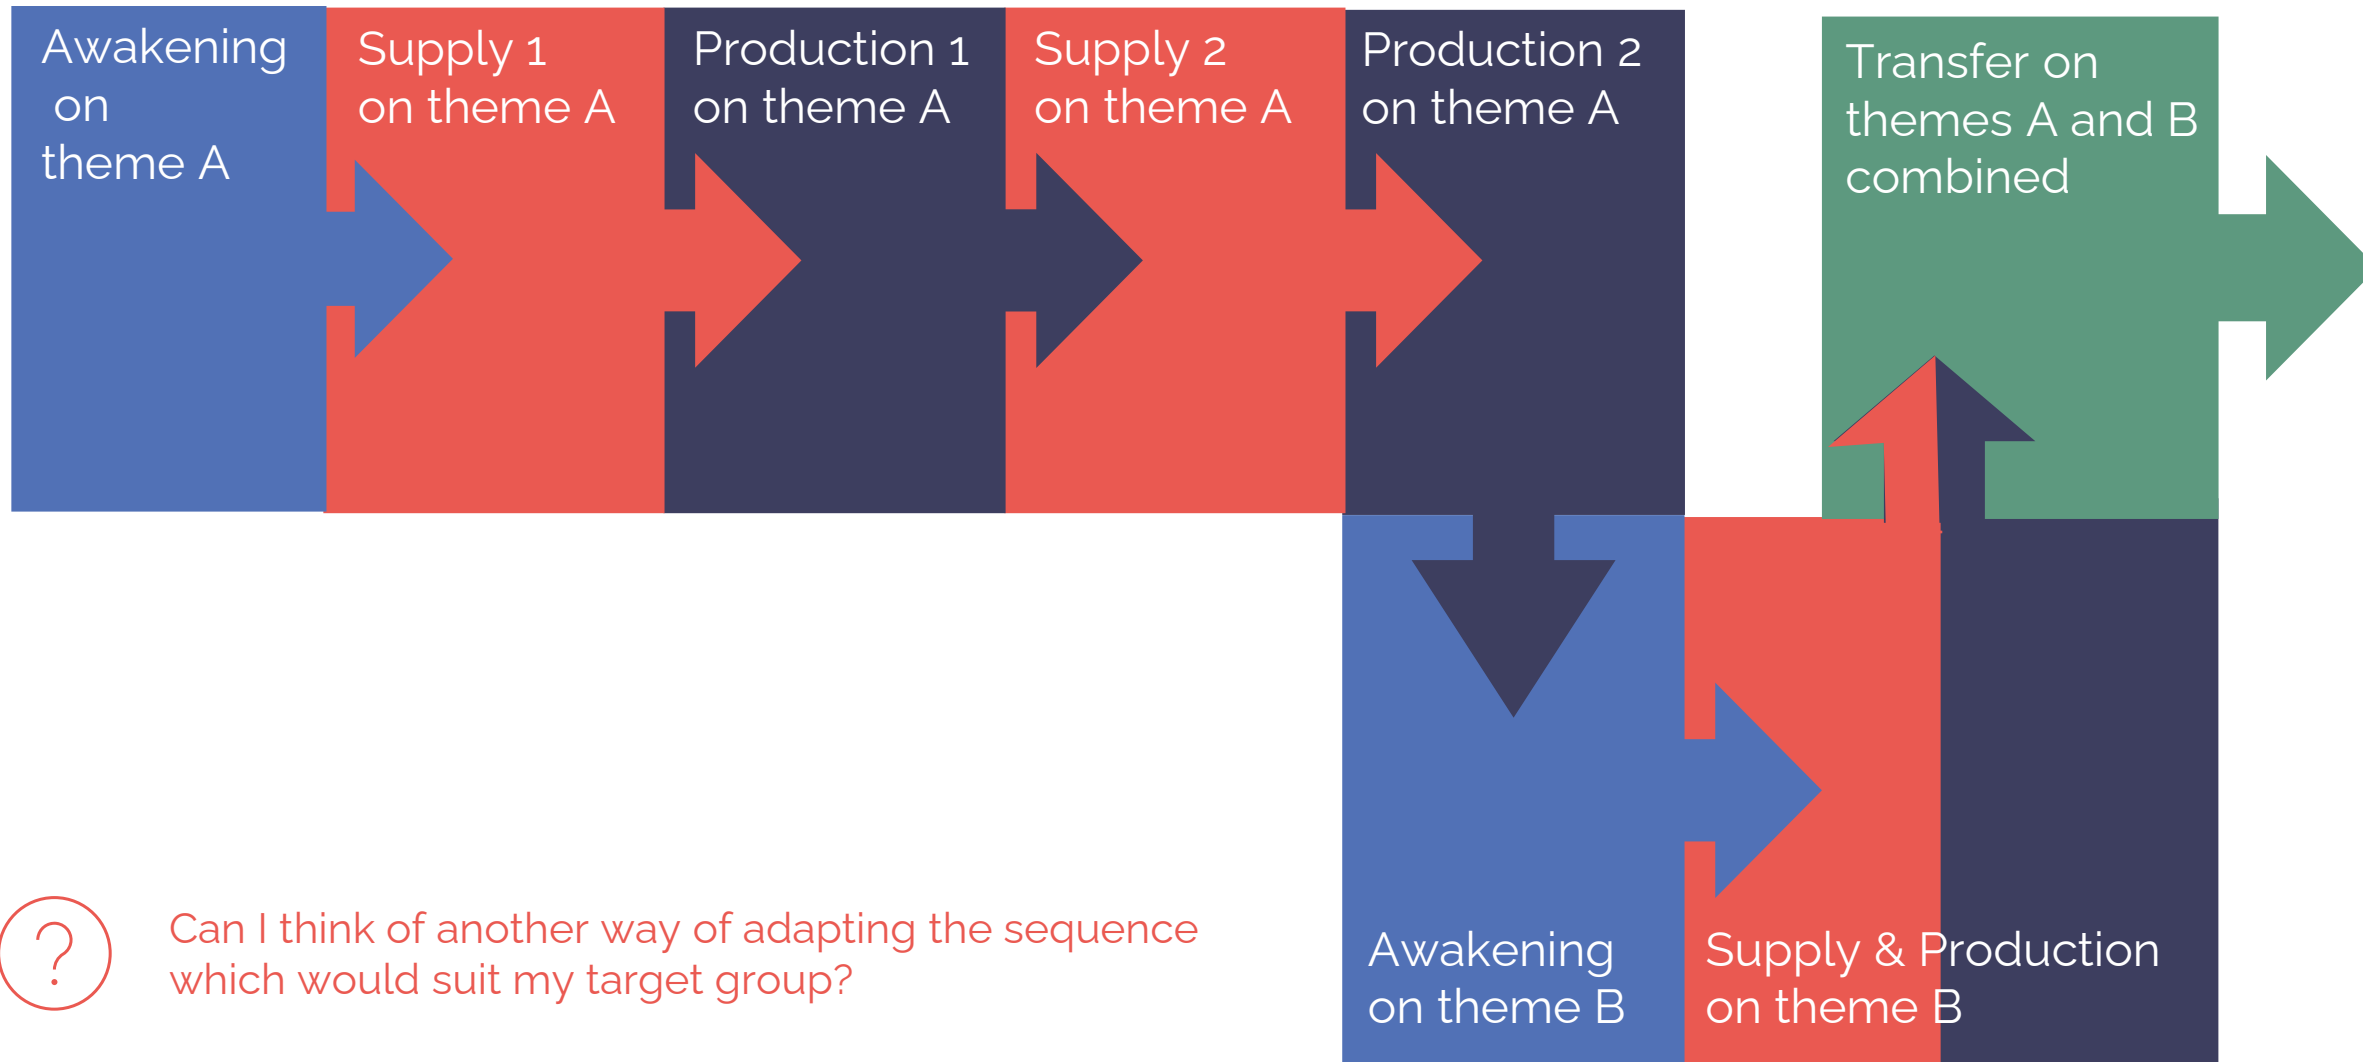 Awakening
on
theme A
Supply 1
on theme A
Production 1
on theme A
Supply 2
on theme A
Production 2
on theme A
Transfer on
themes A and B
combined
Awakening
on theme B
Supply & Production
on theme B
?
Can I think of another way of adapting the sequence
which would suit my target group?